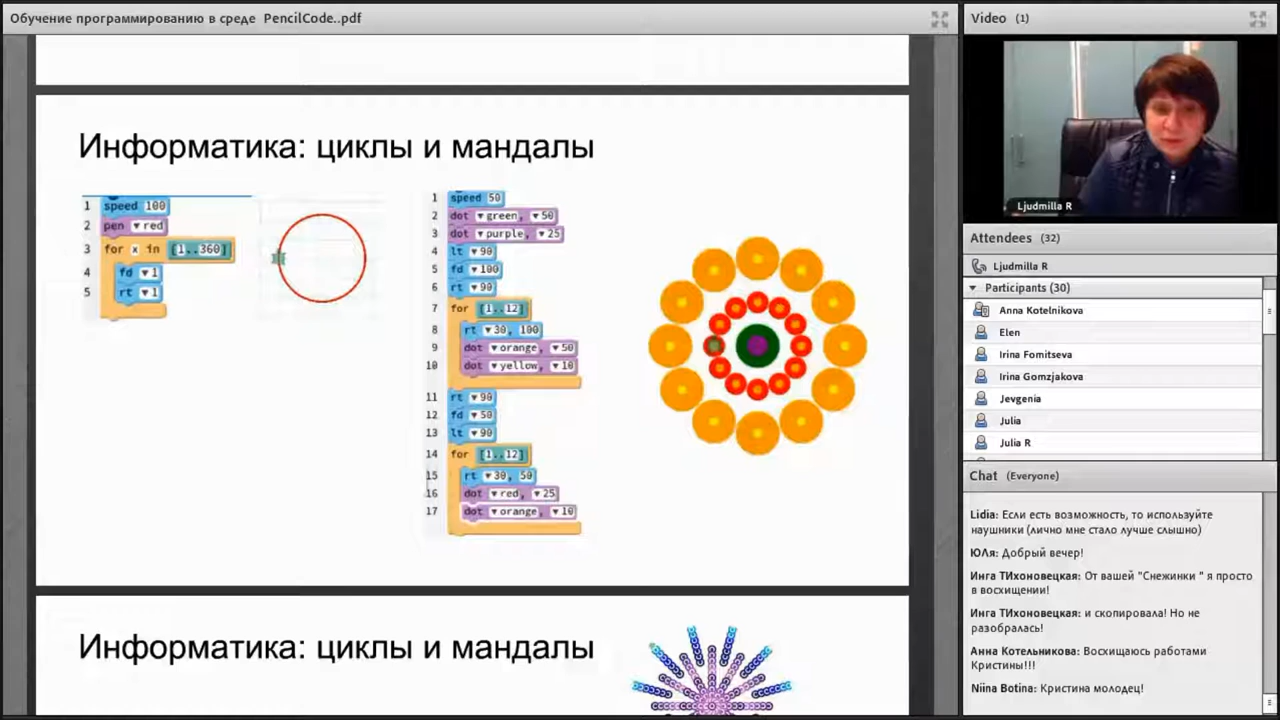 Обучение программированию в среде PencilCode..pdf
Информатика: циклы и мандалы
1 speed 100
2 pen ▾ red
3 for x in [1..360]
4 fd ▾ 1
5 rt ▾ 1
1 speed 50
2 dot ▾ green, ▾ 50
3 dot ▾ purple, ▾ 25
4 lt ▾ 90
5 fd ▾ 100
6 rt ▾ 90
7 for [1..12]
8 rt ▾ 30, 100
9 dot ▾ orange, ▾ 50
10 dot ▾ yellow, ▾ 10
11 rt ▾ 90
12 fd ▾ 50
13 lt ▾ 90
14 for [1..12]
15 rt ▾ 30, 50
16 dot ▾ red, ▾ 25
17 dot ▾ orange, ▾ 10
Информатика: циклы и мандалы
Video (1)
Ljudmilla R
Attendees (32)
Ljudmilla R
Participants (30)
Anna Kotelnikova
Elen
Irina Fomitseva
Irina Gomzjakova
Jevgenia
Julia
Julia R
Chat (Everyone)
Lidia: Если есть возможность, то используйте
наушники (лично мне стало лучше слышно)
ЮЛя: Добрый вечер!
Инга ТИхоновецкая: От вашей "Снежинки " я просто
в восхищении!
Инга ТИхоновецкая: и скопировала! Но не
разобралась!
Анна Котельникова: Восхищаюсь работами
Кристины!!!
Niina Botina: Кристина молодец!